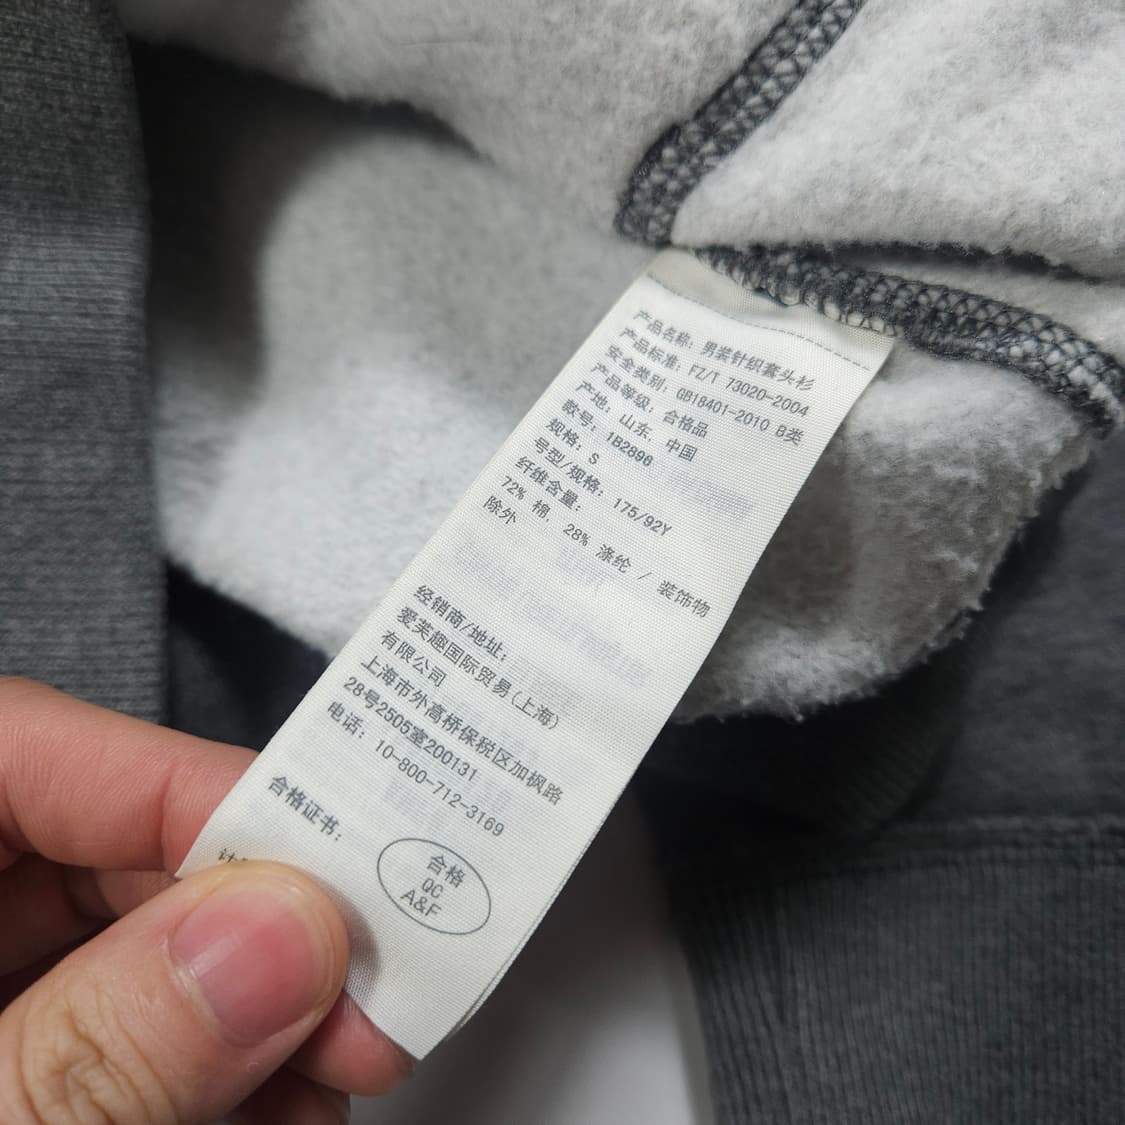 产品名称: 男装针织套头衫
产品标准: FZ/T 73020-2004
安全类别: GB18401-2010 B类
产品等级: 合格品
产地: 山东, 中国
款号: 1B2896
规格: S
号型/规格: 175/92Y
纤维含量:
72% 棉, 28% 涤纶 / 装饰物
除外
经销商/地址:
爱芙趣国际贸易(上海)
有限公司
上海市外高桥保税区加枫路
28号2505室200131
电话: 10-800-712-3169
合格证书:
合格
QC
A&F